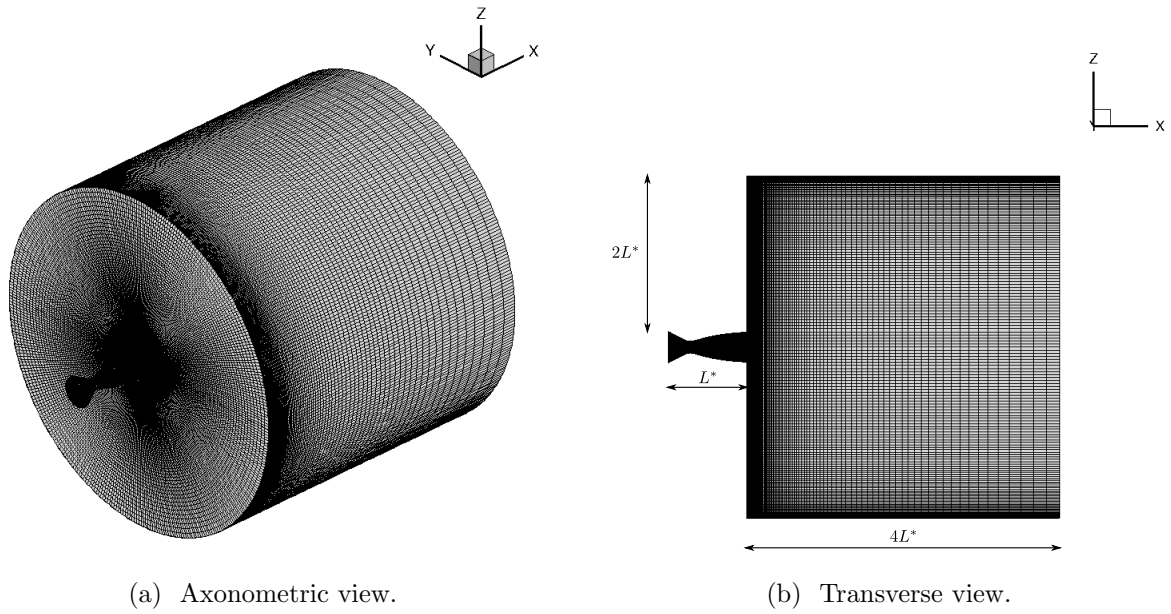 Z
Y
X
Z
X
2L*
L*
4L*
(a) Axonometric view.
(b) Transverse view.